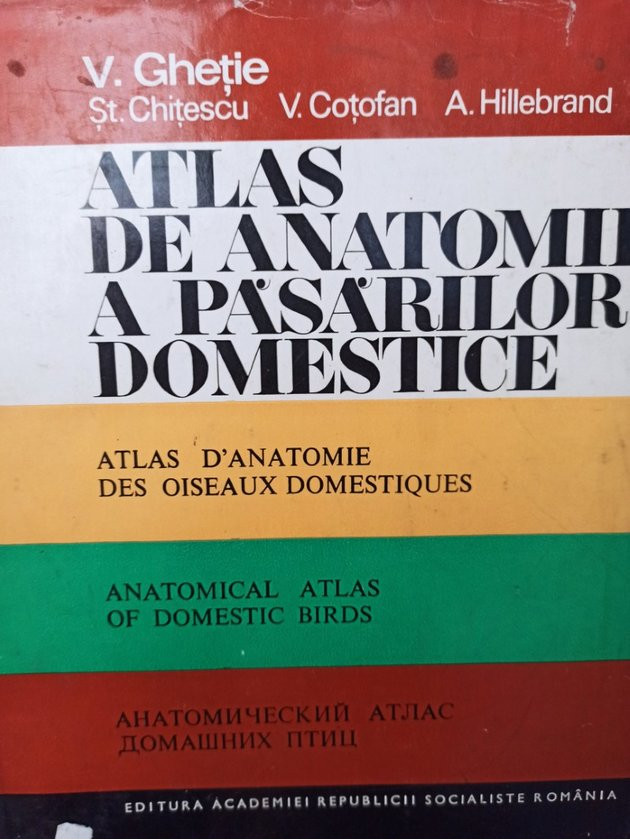 V. Gheție
Șt. Chițescu V. Coțofan A. Hillebrand
ATLAS
DE ANATOMI
A PĂSĂRILOR
DOMESTICE
ATLAS D'ANATOMIE
DES OISEAUX DOMESTIQUES
ANATOMICAL ATLAS
OF DOMESTIC BIRDS
АНАТОМИЧЕСКИЙ АТЛАС
ДОМАШНИХ ПТИЦ
EDITURA ACADEMIEI REPUBLICII SOCIALISTE ROMÂNIA